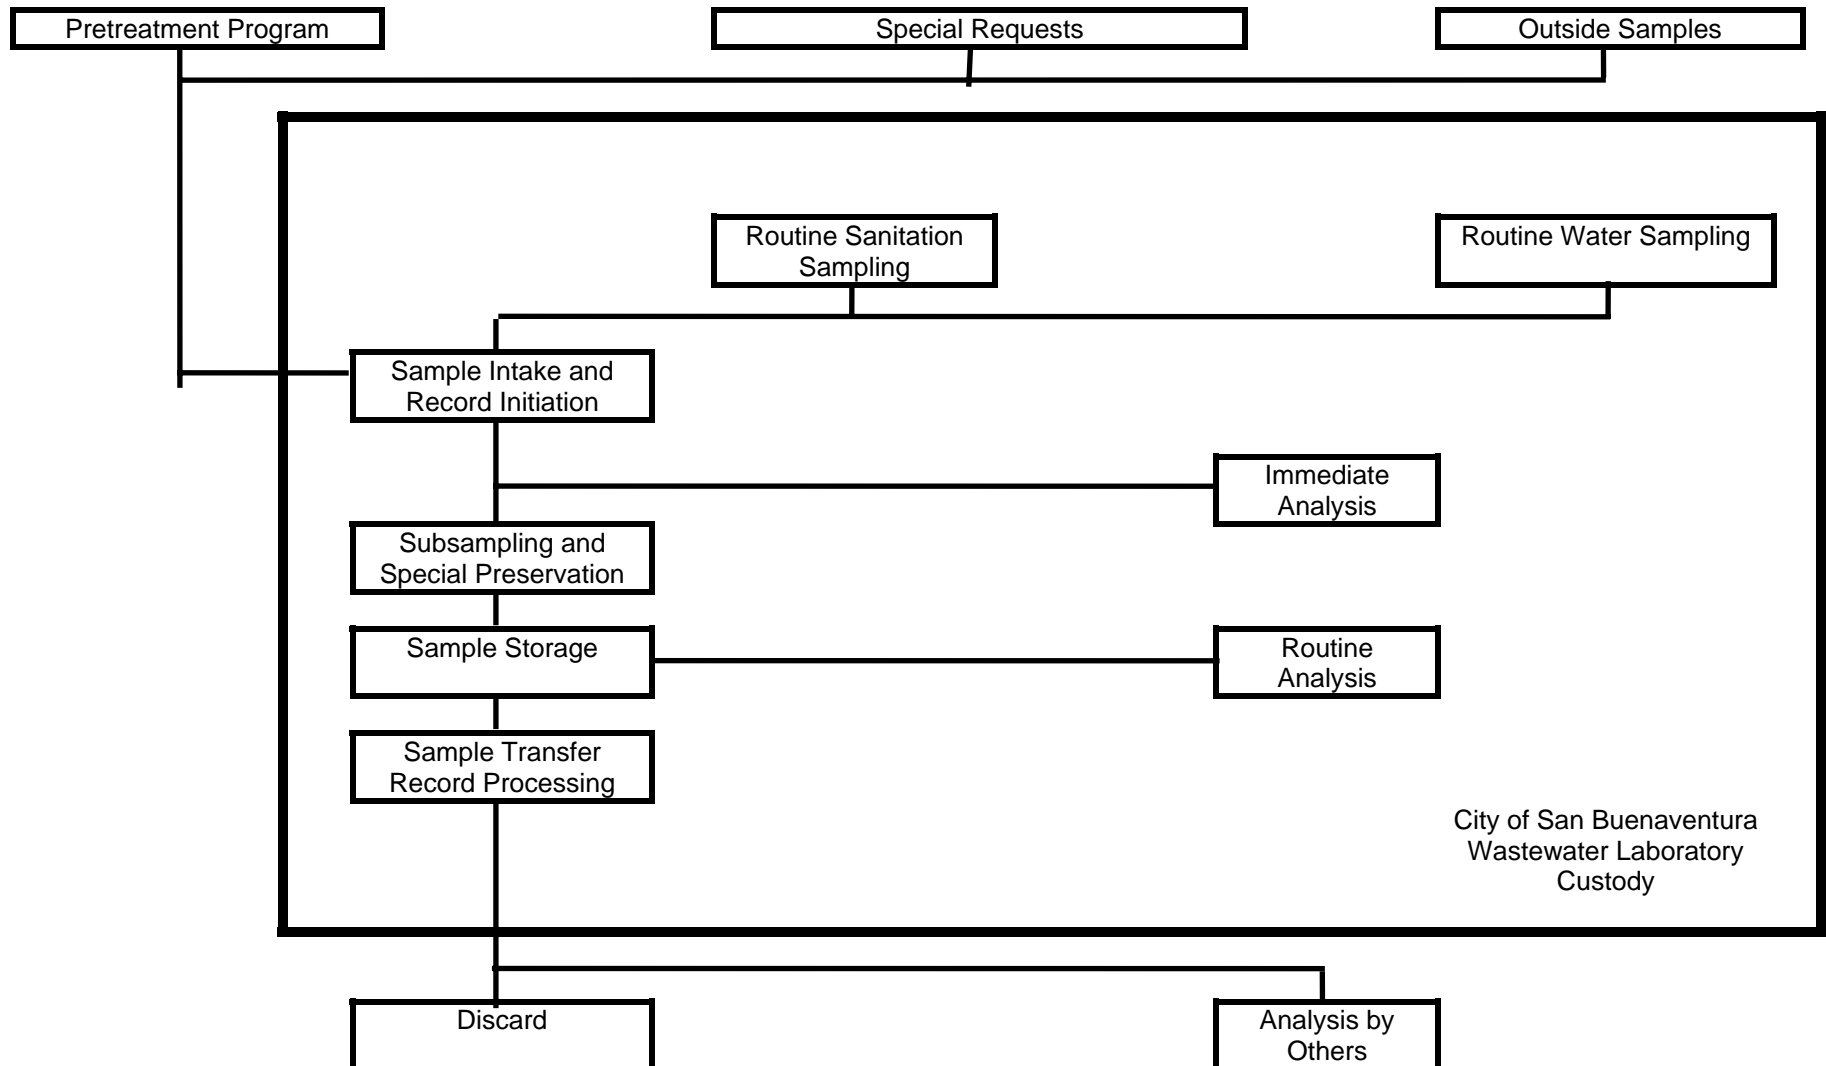 Pretreatment Program
Special Requests
Outside Samples
Routine Sanitation
Sampling
Routine Water Sampling
Sample Intake and
Record Initiation
Immediate
Analysis
Subsampling and
Special Preservation
Sample Storage
Routine
Analysis
Sample Transfer
Record Processing
City of San Buenaventura
Wastewater Laboratory
Custody
Discard
Analysis by
Others